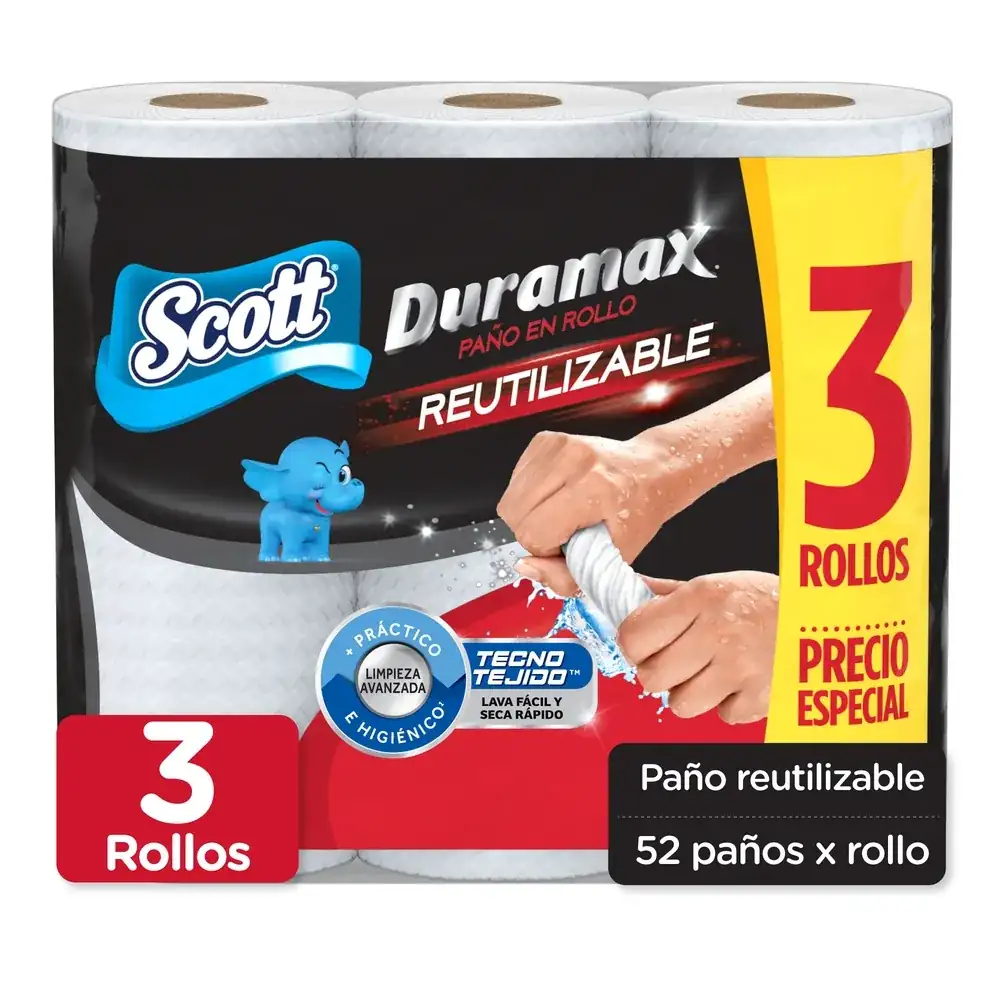 Scott
Duramax
PAÑO EN ROLLO
REUTILIZABLE
3
ROLLOS
PRECIO
ESPECIAL
+ PRÁCTICO
LIMPIEZA
AVANZADA
E HIGIÉNICO²
TECNO
TEJIDO™
LAVA FÁCIL Y
SECA RÁPIDO
3
Rollos
Paño reutilizable
52 paños x rollo